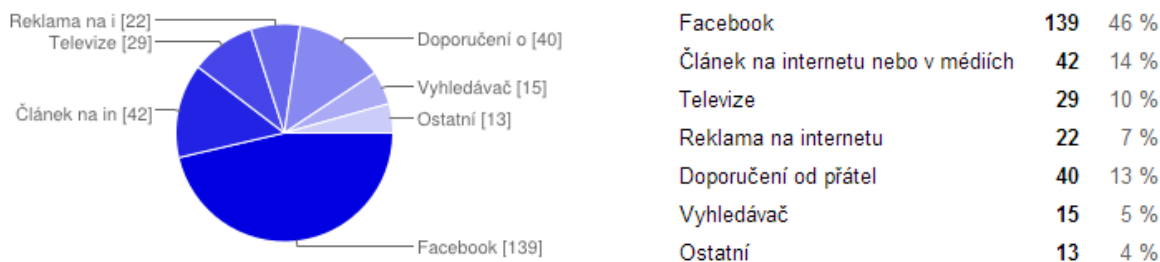 Reklama na i [22]
Televize [29]
Článek na in [42]
Doporučení o [40]
Vyhledávač [15]
Ostatní [13]
Facebook [139]
Facebook 139 46 %
Článek na internetu nebo v médiích 42 14 %
Televize 29 10 %
Reklama na internetu 22 7 %
Doporučení od přátel 40 13 %
Vyhledávač 15 5 %
Ostatní 13 4 %